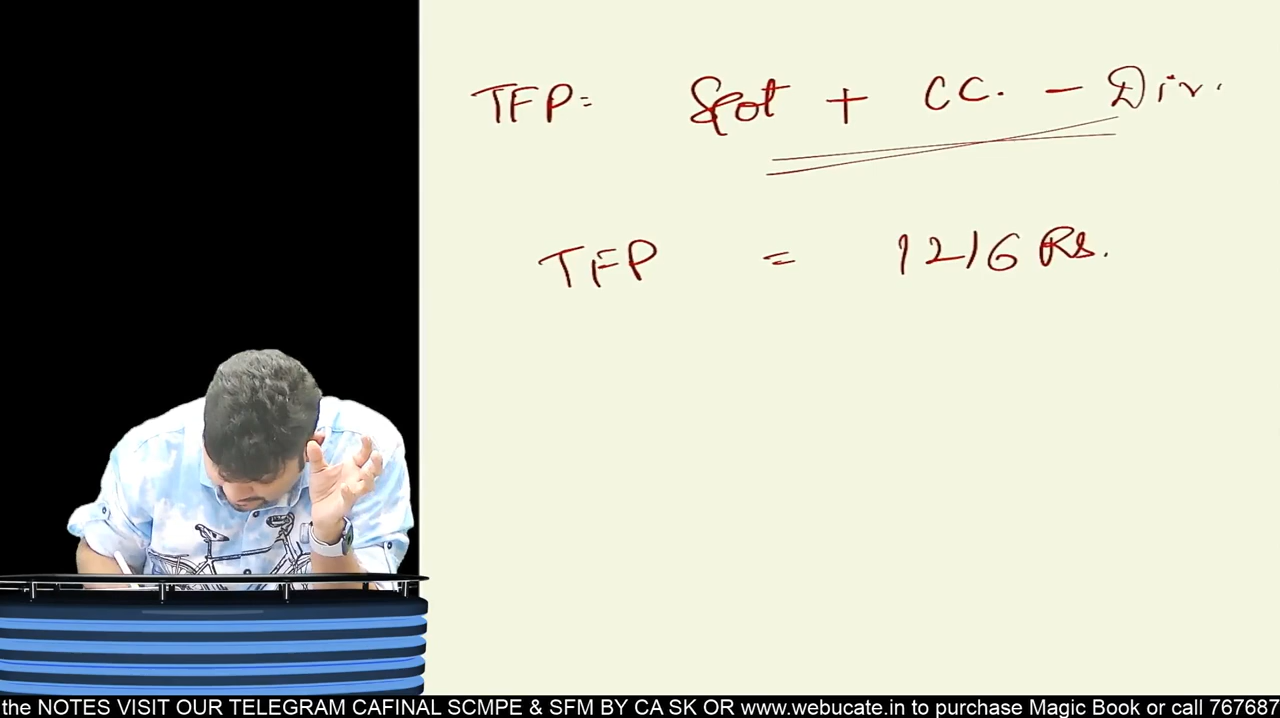 TFP = Spot + CC. - Div.
TFP = 1216 Rs.
the NOTES VISIT OUR TELEGRAM CAFINAL SCMPE & SFM BY CA SK OR www.webucate.in to purchase Magic Book or call 767687